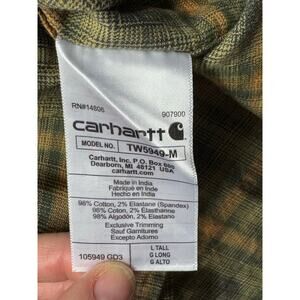 RN#14806
907900
carhartt
MODEL NO. TW5949-M
Carhartt, Inc. P.O. Box 600
Dearborn, MI 48121 USA
www.carhartt.com
Made in India
Fabriqué en Inde
Hecho en India
98% Cotton, 2% Elastane (Spandex)
98% Coton, 2% Élasthanne
98% Algodón, 2% Elastano
Exclusive Trimming
Sauf Garnitures
Excepto Adorno
105949 GD3
L TALL
G LONG
G ALTO